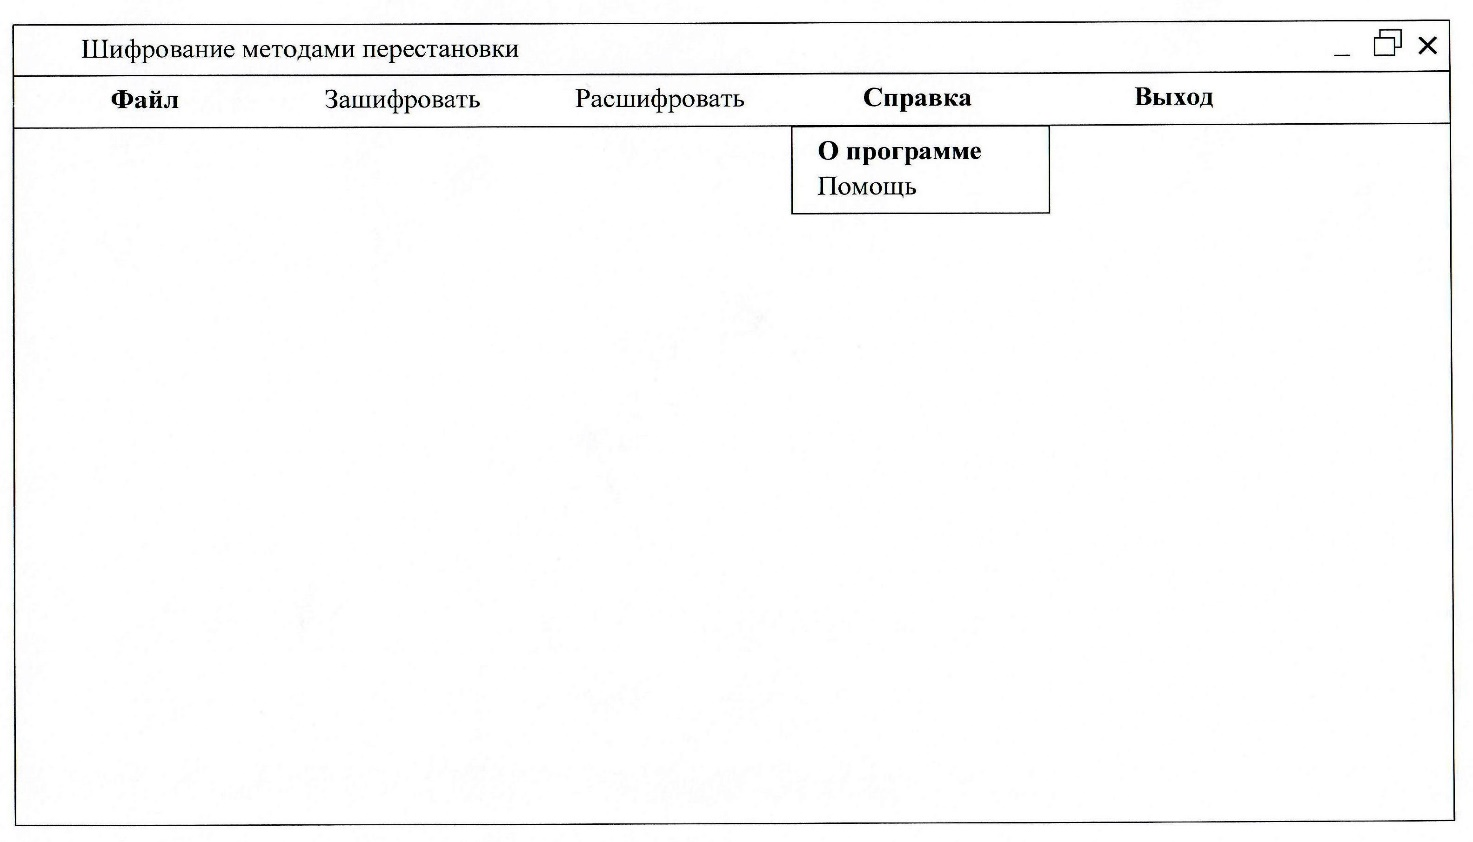 Шифрование методами перестановки
Файл Зашифровать Расшифровать Справка Выход
О программе
Помощь